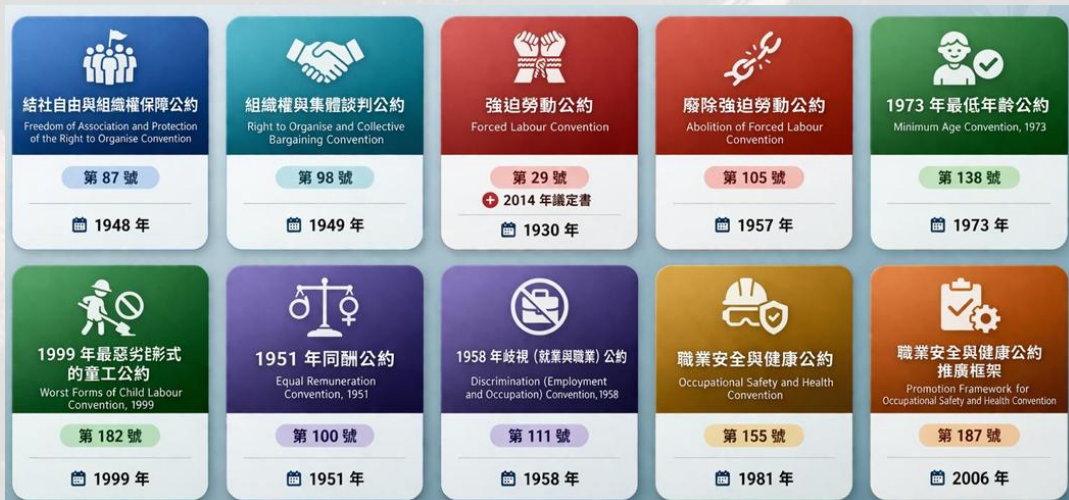 結社自由與組織權保障公約
Freedom of Association and Protection
of the Right to Organise Convention
第 87 號
1948 年
組織權與集體談判公約
Right to Organise and Collective
Bargaining Convention
第 98 號
1949 年
強迫勞動公約
Forced Labour Convention
第 29 號
2014 年議定書
1930 年
廢除強迫勞動公約
Abolition of Forced Labour
Convention
第 105 號
1957 年
1973 年最低年齡公約
Minimum Age Convention, 1973
第 138 號
1973 年
1999 年最惡劣形式
的童工公約
Worst Forms of Child Labour
Convention, 1999
第 182 號
1999 年
1951 年同酬公約
Equal Remuneration
Convention, 1951
第 100 號
1951 年
1958 年歧視（就業與職業）公約
Discrimination (Employment
and Occupation) Convention,1958
第 111 號
1958 年
職業安全與健康公約
Occupational Safety and Health
Convention
第 155 號
1981 年
職業安全與健康公約
推廣框架
Promotion Framework for
Occupational Safety and Health Convention
第 187 號
2006 年